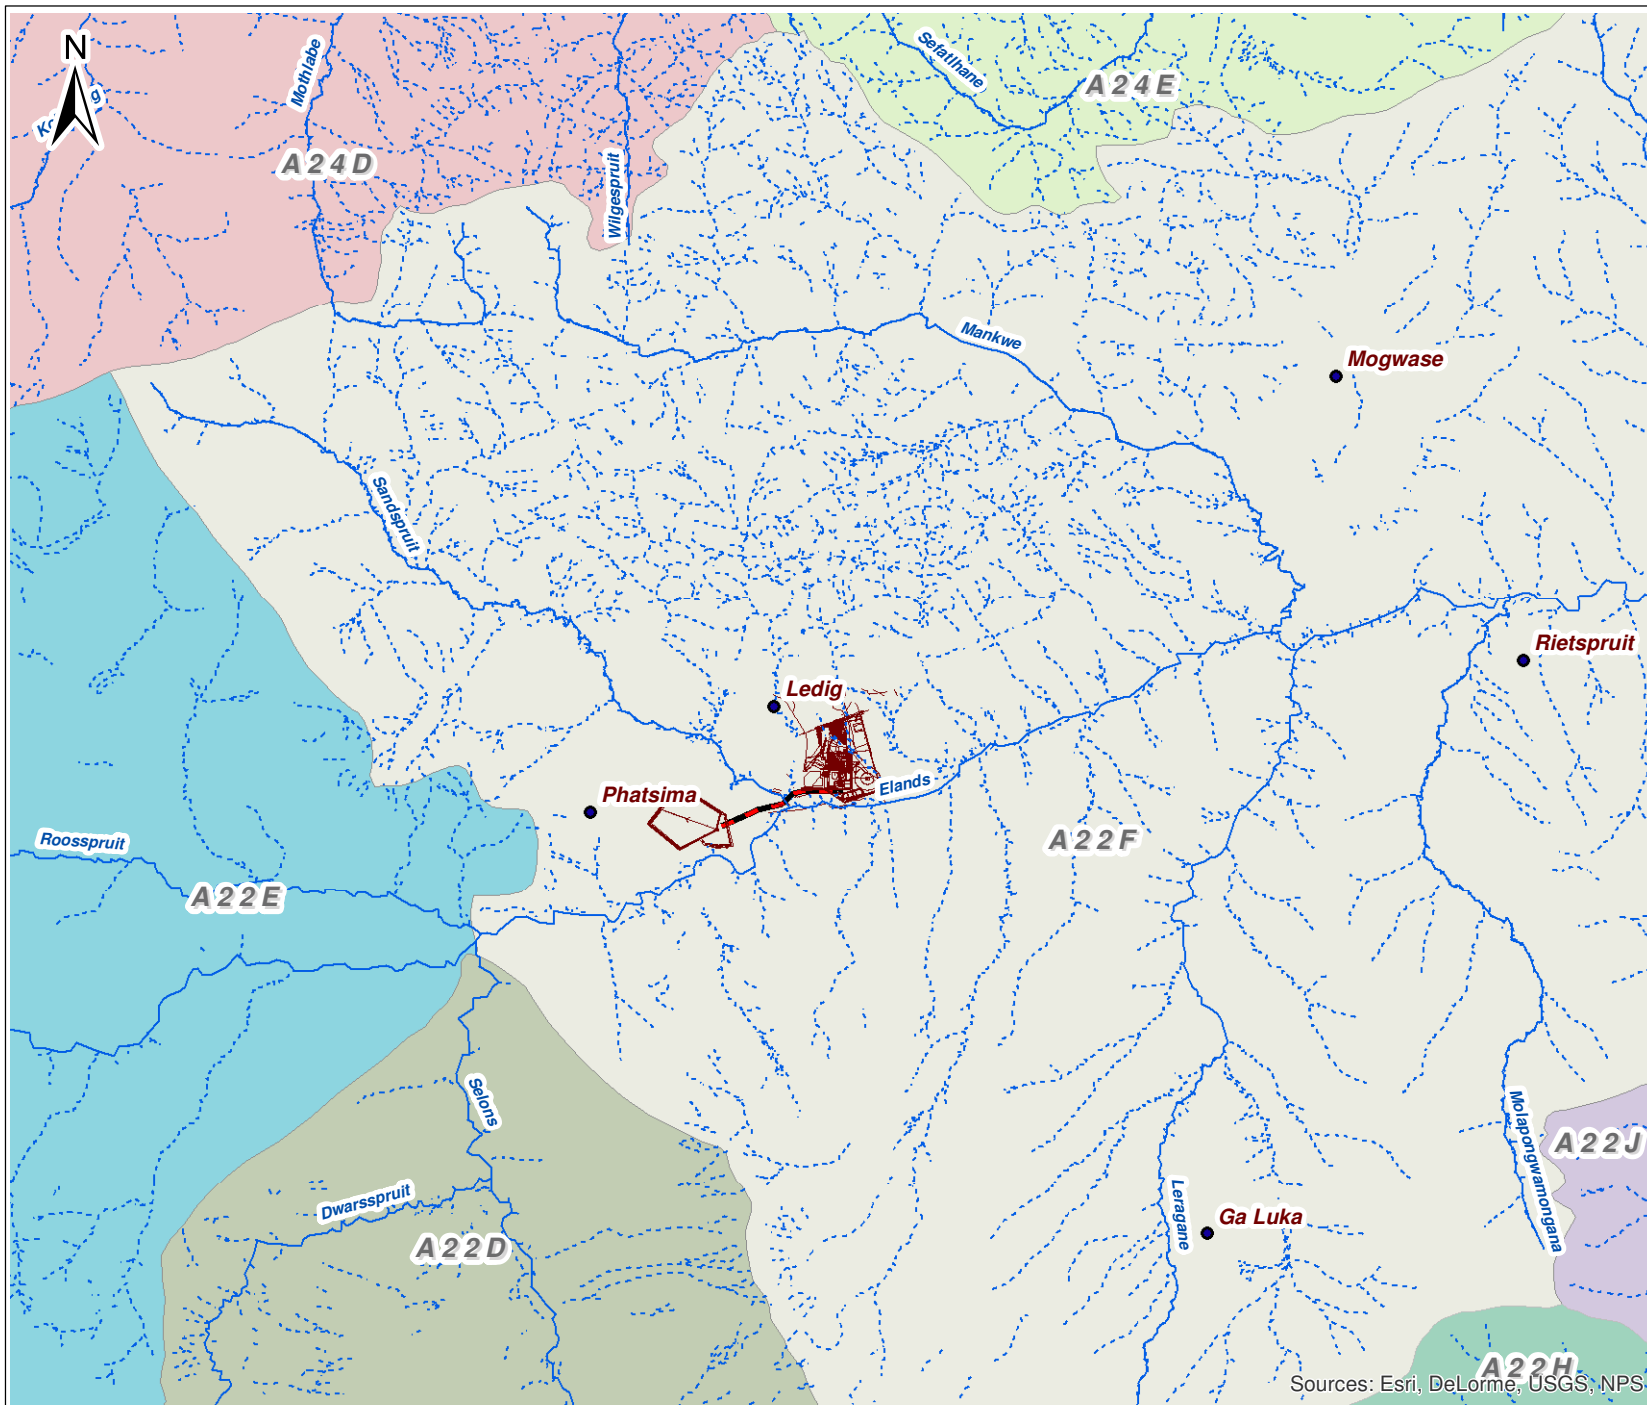 N
Mothlabe
Sefatlhane
A24E
A24D
Wilgespruit
Mankwe
Mogwase
Sandspruit
Rietspruit
Ledig
Elands
Phatsima
Roosspruit
A22F
A22E
Selons
Molapongwamongana
A22J
Dwarsspruit
Leragane
Ga Luka
A22D
A22H
Sources: Esri, DeLorme, USGS, NPS